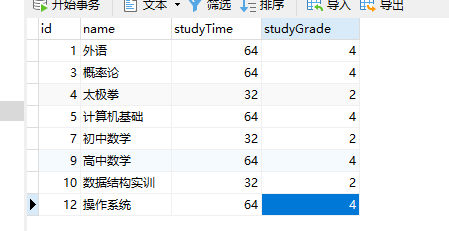 开始事务 文本 筛选 排序 导入 导出
id name studyTime studyGrade
1 外语 64 4
3 概率论 64 4
4 太极拳 32 2
5 计算机基础 64 4
7 初中数学 32 2
9 高中数学 64 4
10 数据结构实训 32 2
12 操作系统 64 4